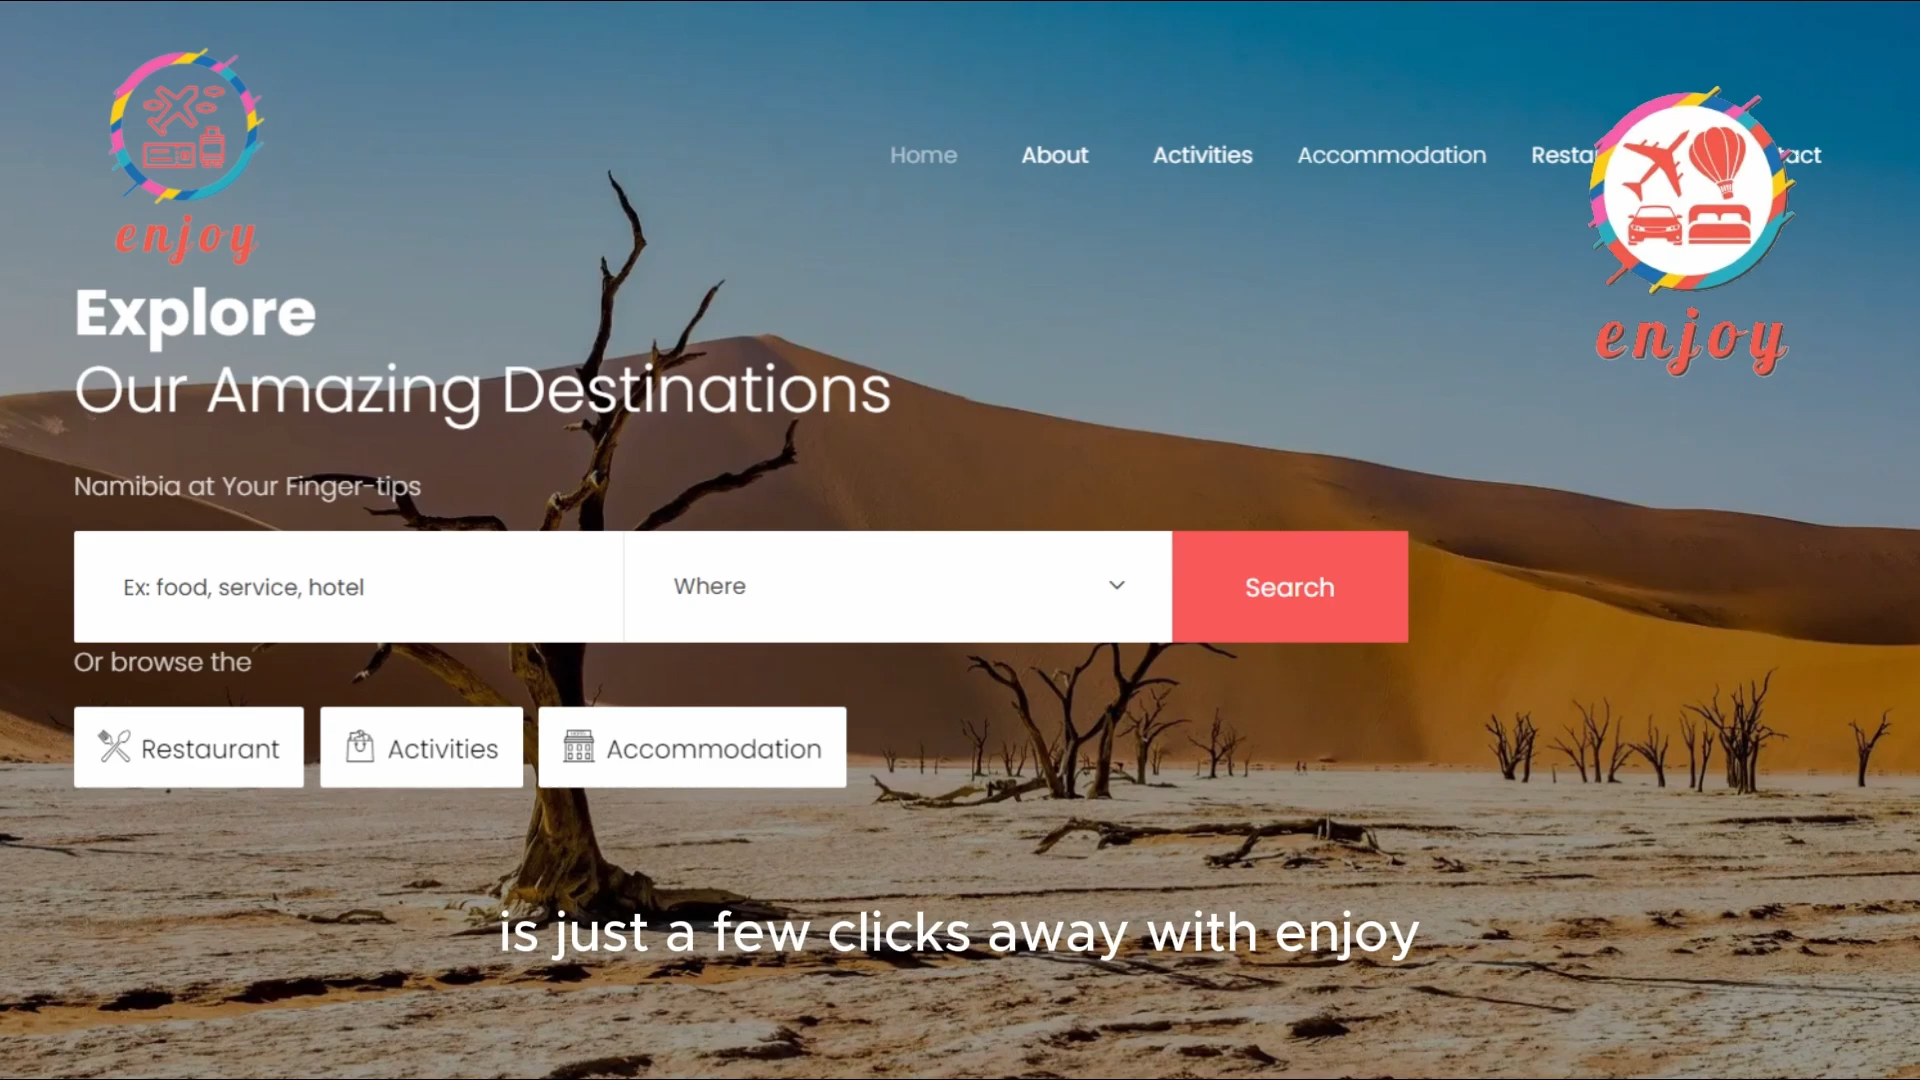 enjoy
Home About Activities Accommodation Resta act
enjoy
Explore
Our Amazing Destinations
Namibia at Your Finger-tips
Ex: food, service, hotel Where Search
Or browse the
Restaurant Activities Accommodation
is just a few clicks away with enjoy